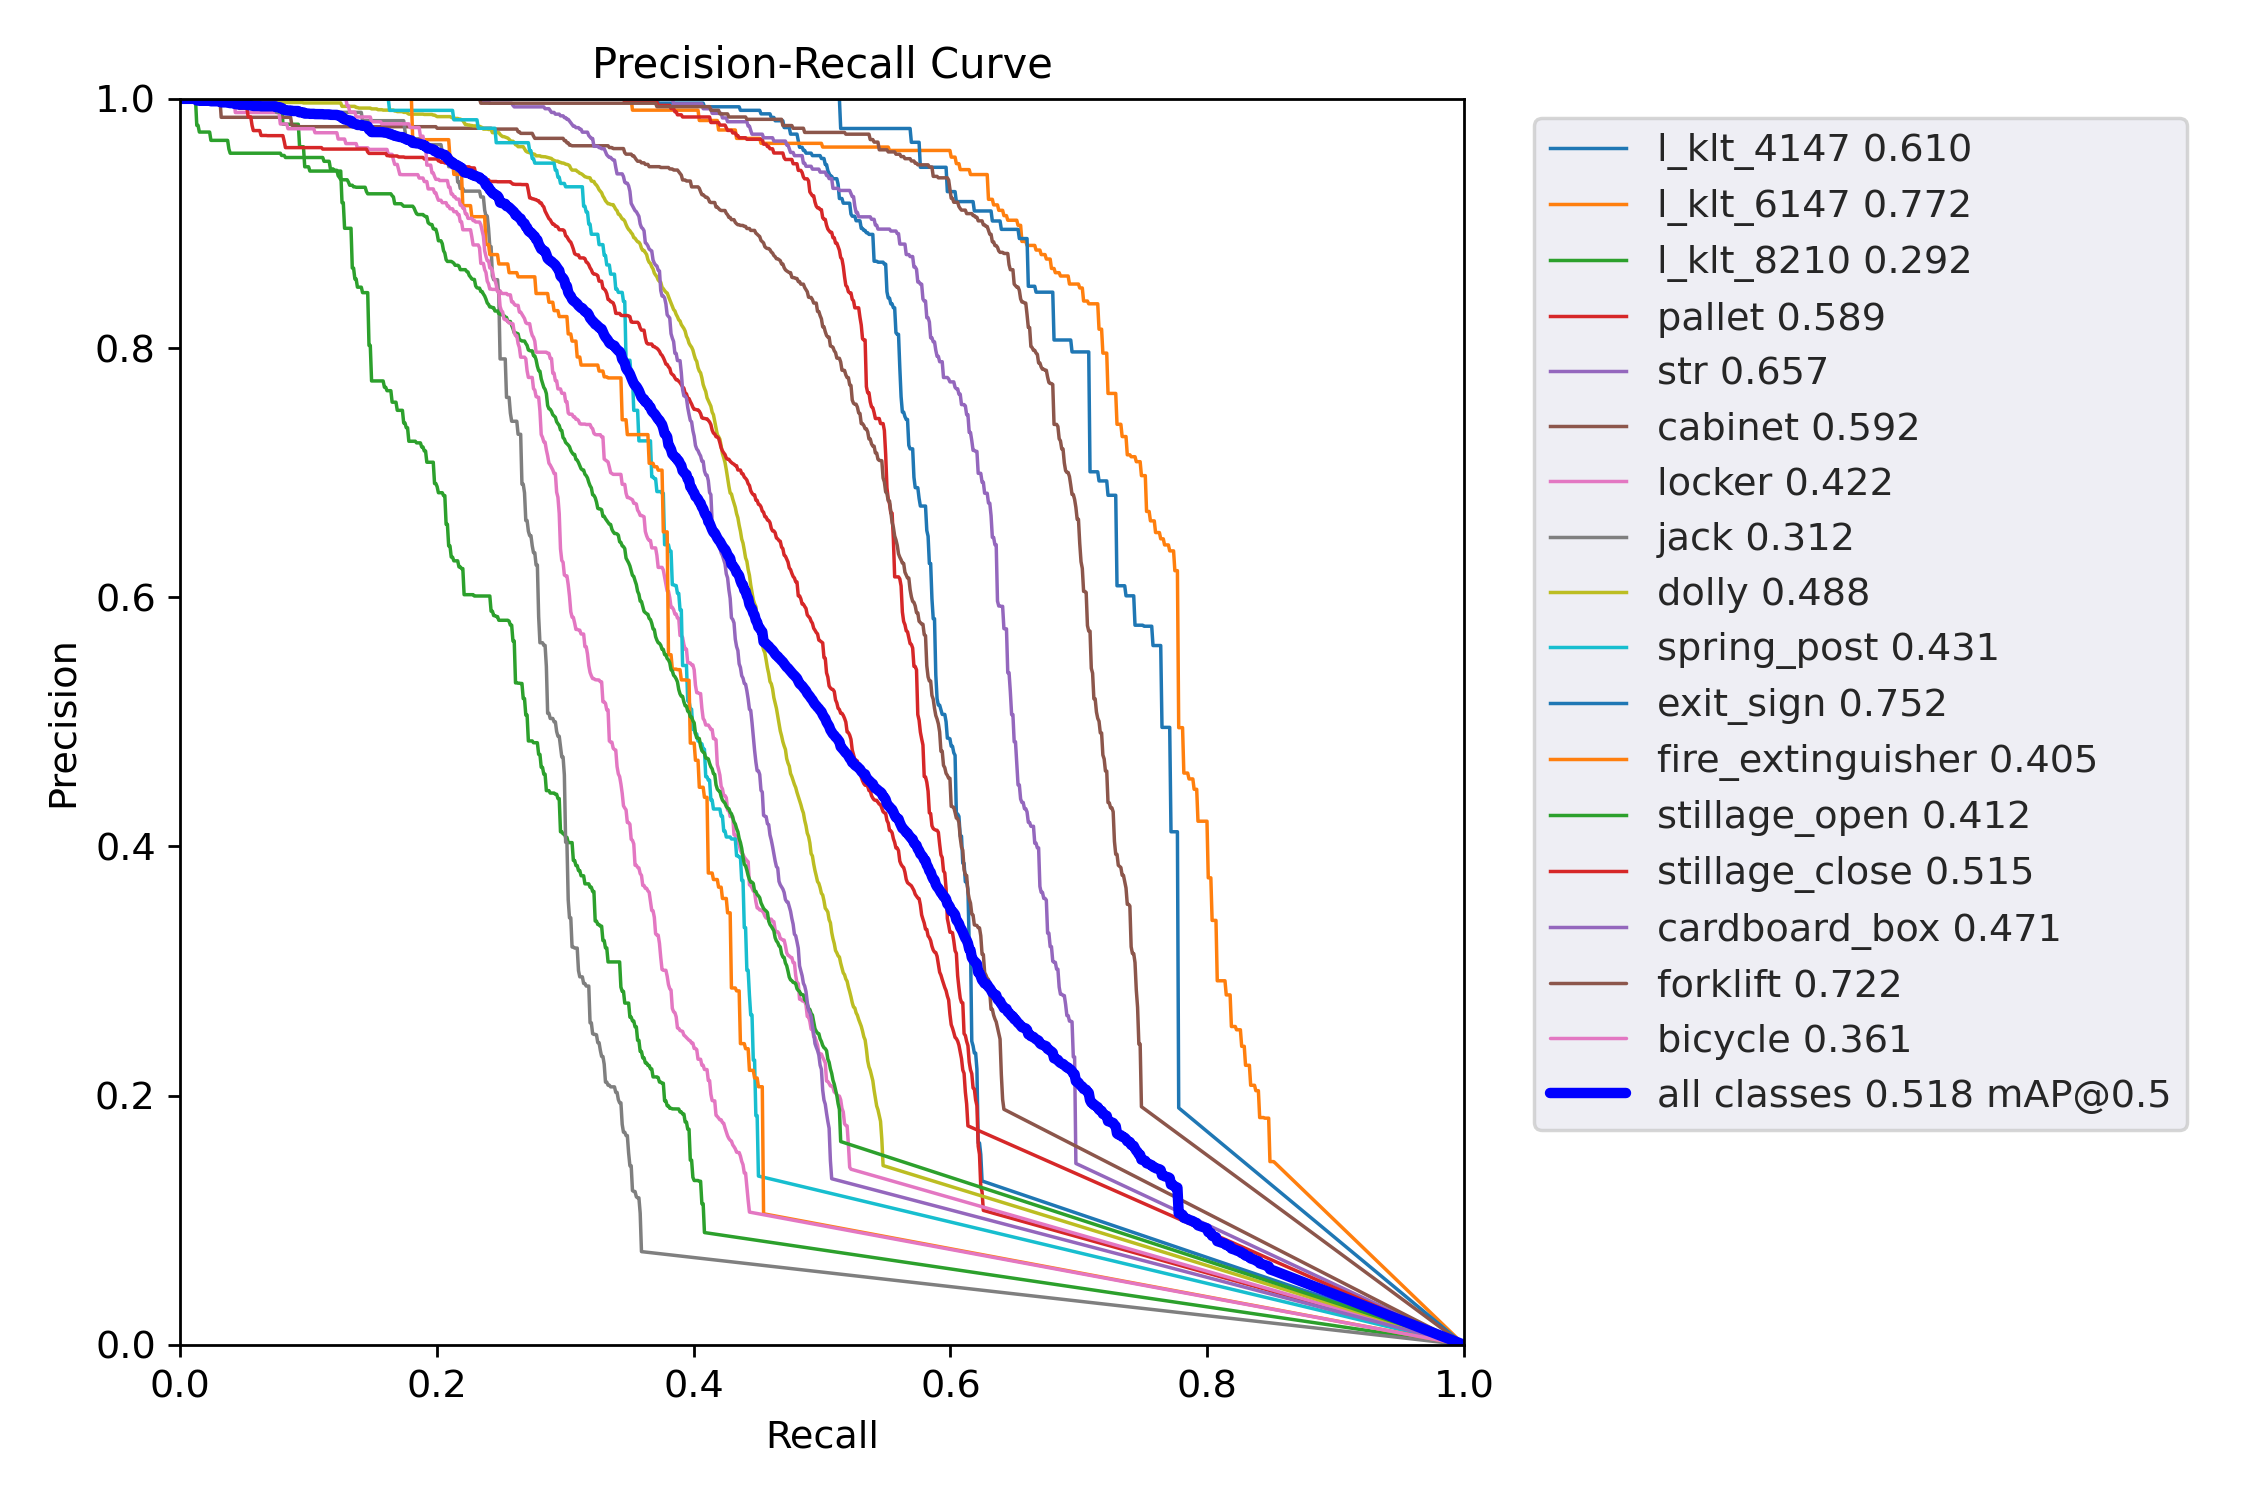 Precision-Recall Curve
1.0
0.8
0.6
0.4
0.2
0.0
Precision
0.0 0.2 0.4 0.6 0.8 1.0
Recall
l_klt_4147 0.610
l_klt_6147 0.772
l_klt_8210 0.292
pallet 0.589
str 0.657
cabinet 0.592
locker 0.422
jack 0.312
dolly 0.488
spring_post 0.431
exit_sign 0.752
fire_extinguisher 0.405
stillage_open 0.412
stillage_close 0.515
cardboard_box 0.471
forklift 0.722
bicycle 0.361
all classes 0.518 mAP@0.5